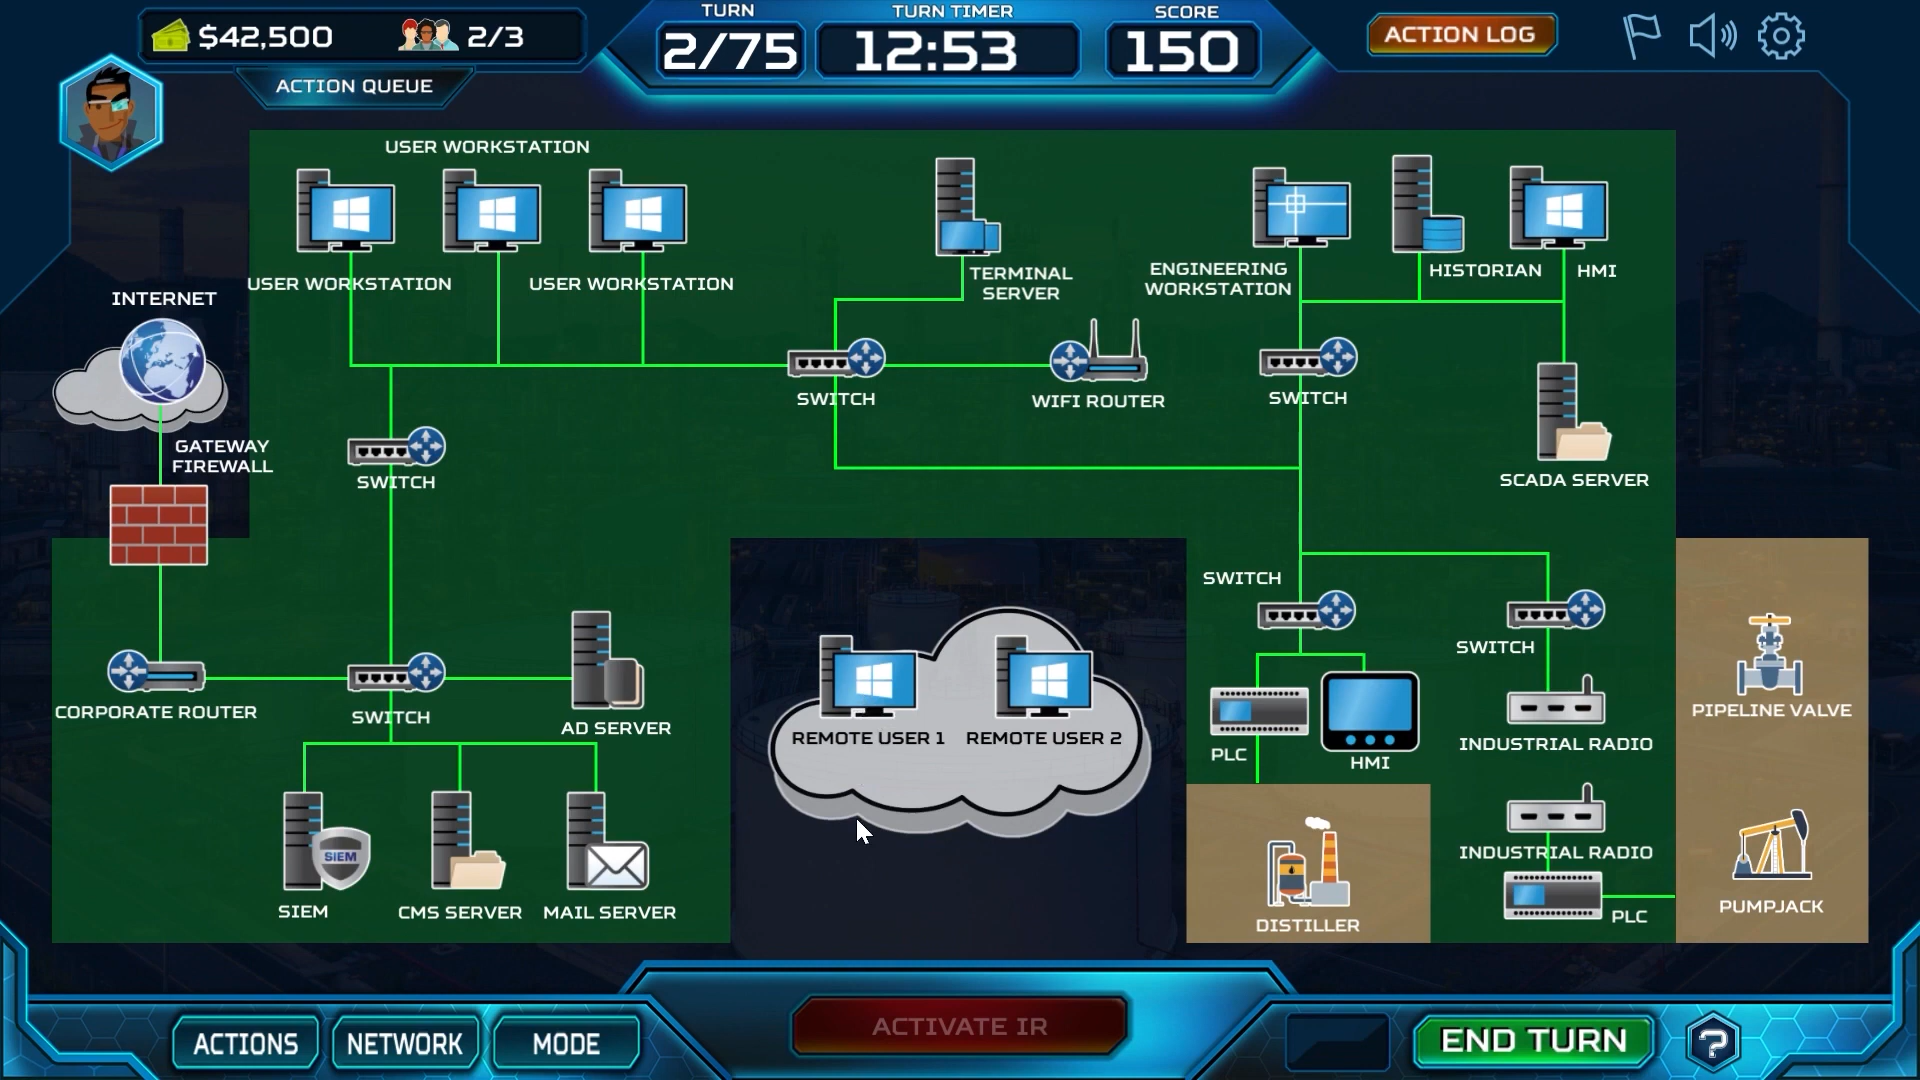 $42,500
2/3
TURN
2/75
TURN TIMER
12:53
SCORE
150
ACTION LOG
ACTION QUEUE
USER WORKSTATION
USER WORKSTATION
USER WORKSTATION
TERMINAL
SERVER
ENGINEERING
WORKSTATION
HISTORIAN
HMI
INTERNET
GATEWAY
FIREWALL
SWITCH
SWITCH
WIFI ROUTER
SWITCH
SCADA SERVER
CORPORATE ROUTER
SWITCH
AD SERVER
REMOTE USER 1
REMOTE USER 2
SWITCH
SWITCH
PLC
HMI
INDUSTRIAL RADIO
PIPELINE VALVE
SIEM
SIEM
CMS SERVER
MAIL SERVER
INDUSTRIAL RADIO
PLC
DISTILLER
PUMPJACK
ACTIONS
NETWORK
MODE
ACTIVATE IR
END TURN
?